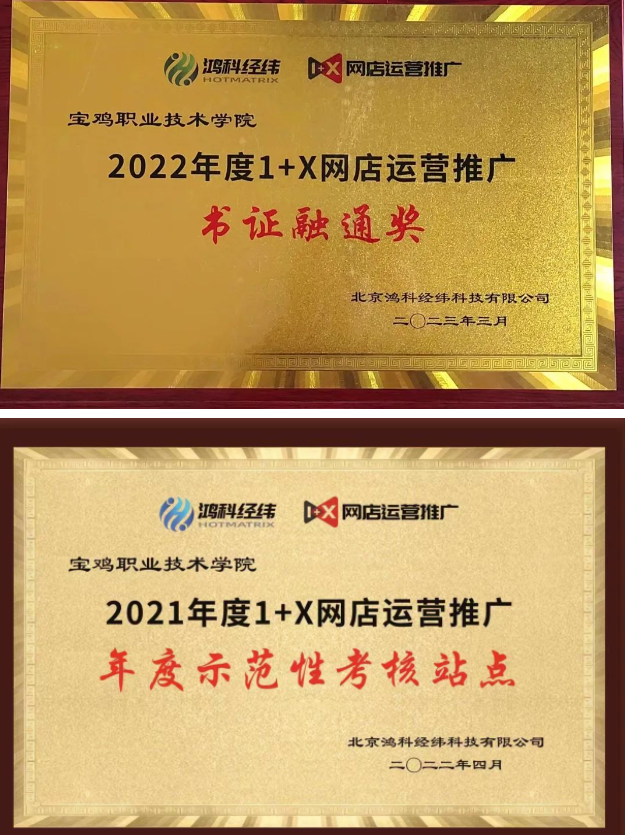 鸿科经纬 1+X 网店运营推广
HOTMATRIX
宝鸡职业技术学院
2022年度1+X网店运营推广
书证融通奖
北京鸿科经纬科技有限公司
二〇二三年三月
鸿科经纬 1+X 网店运营推广
HOTMATRIX
宝鸡职业技术学院
2021年度1+X网店运营推广
年度示范性考核站点
北京鸿科经纬科技有限公司
二〇二二年四月